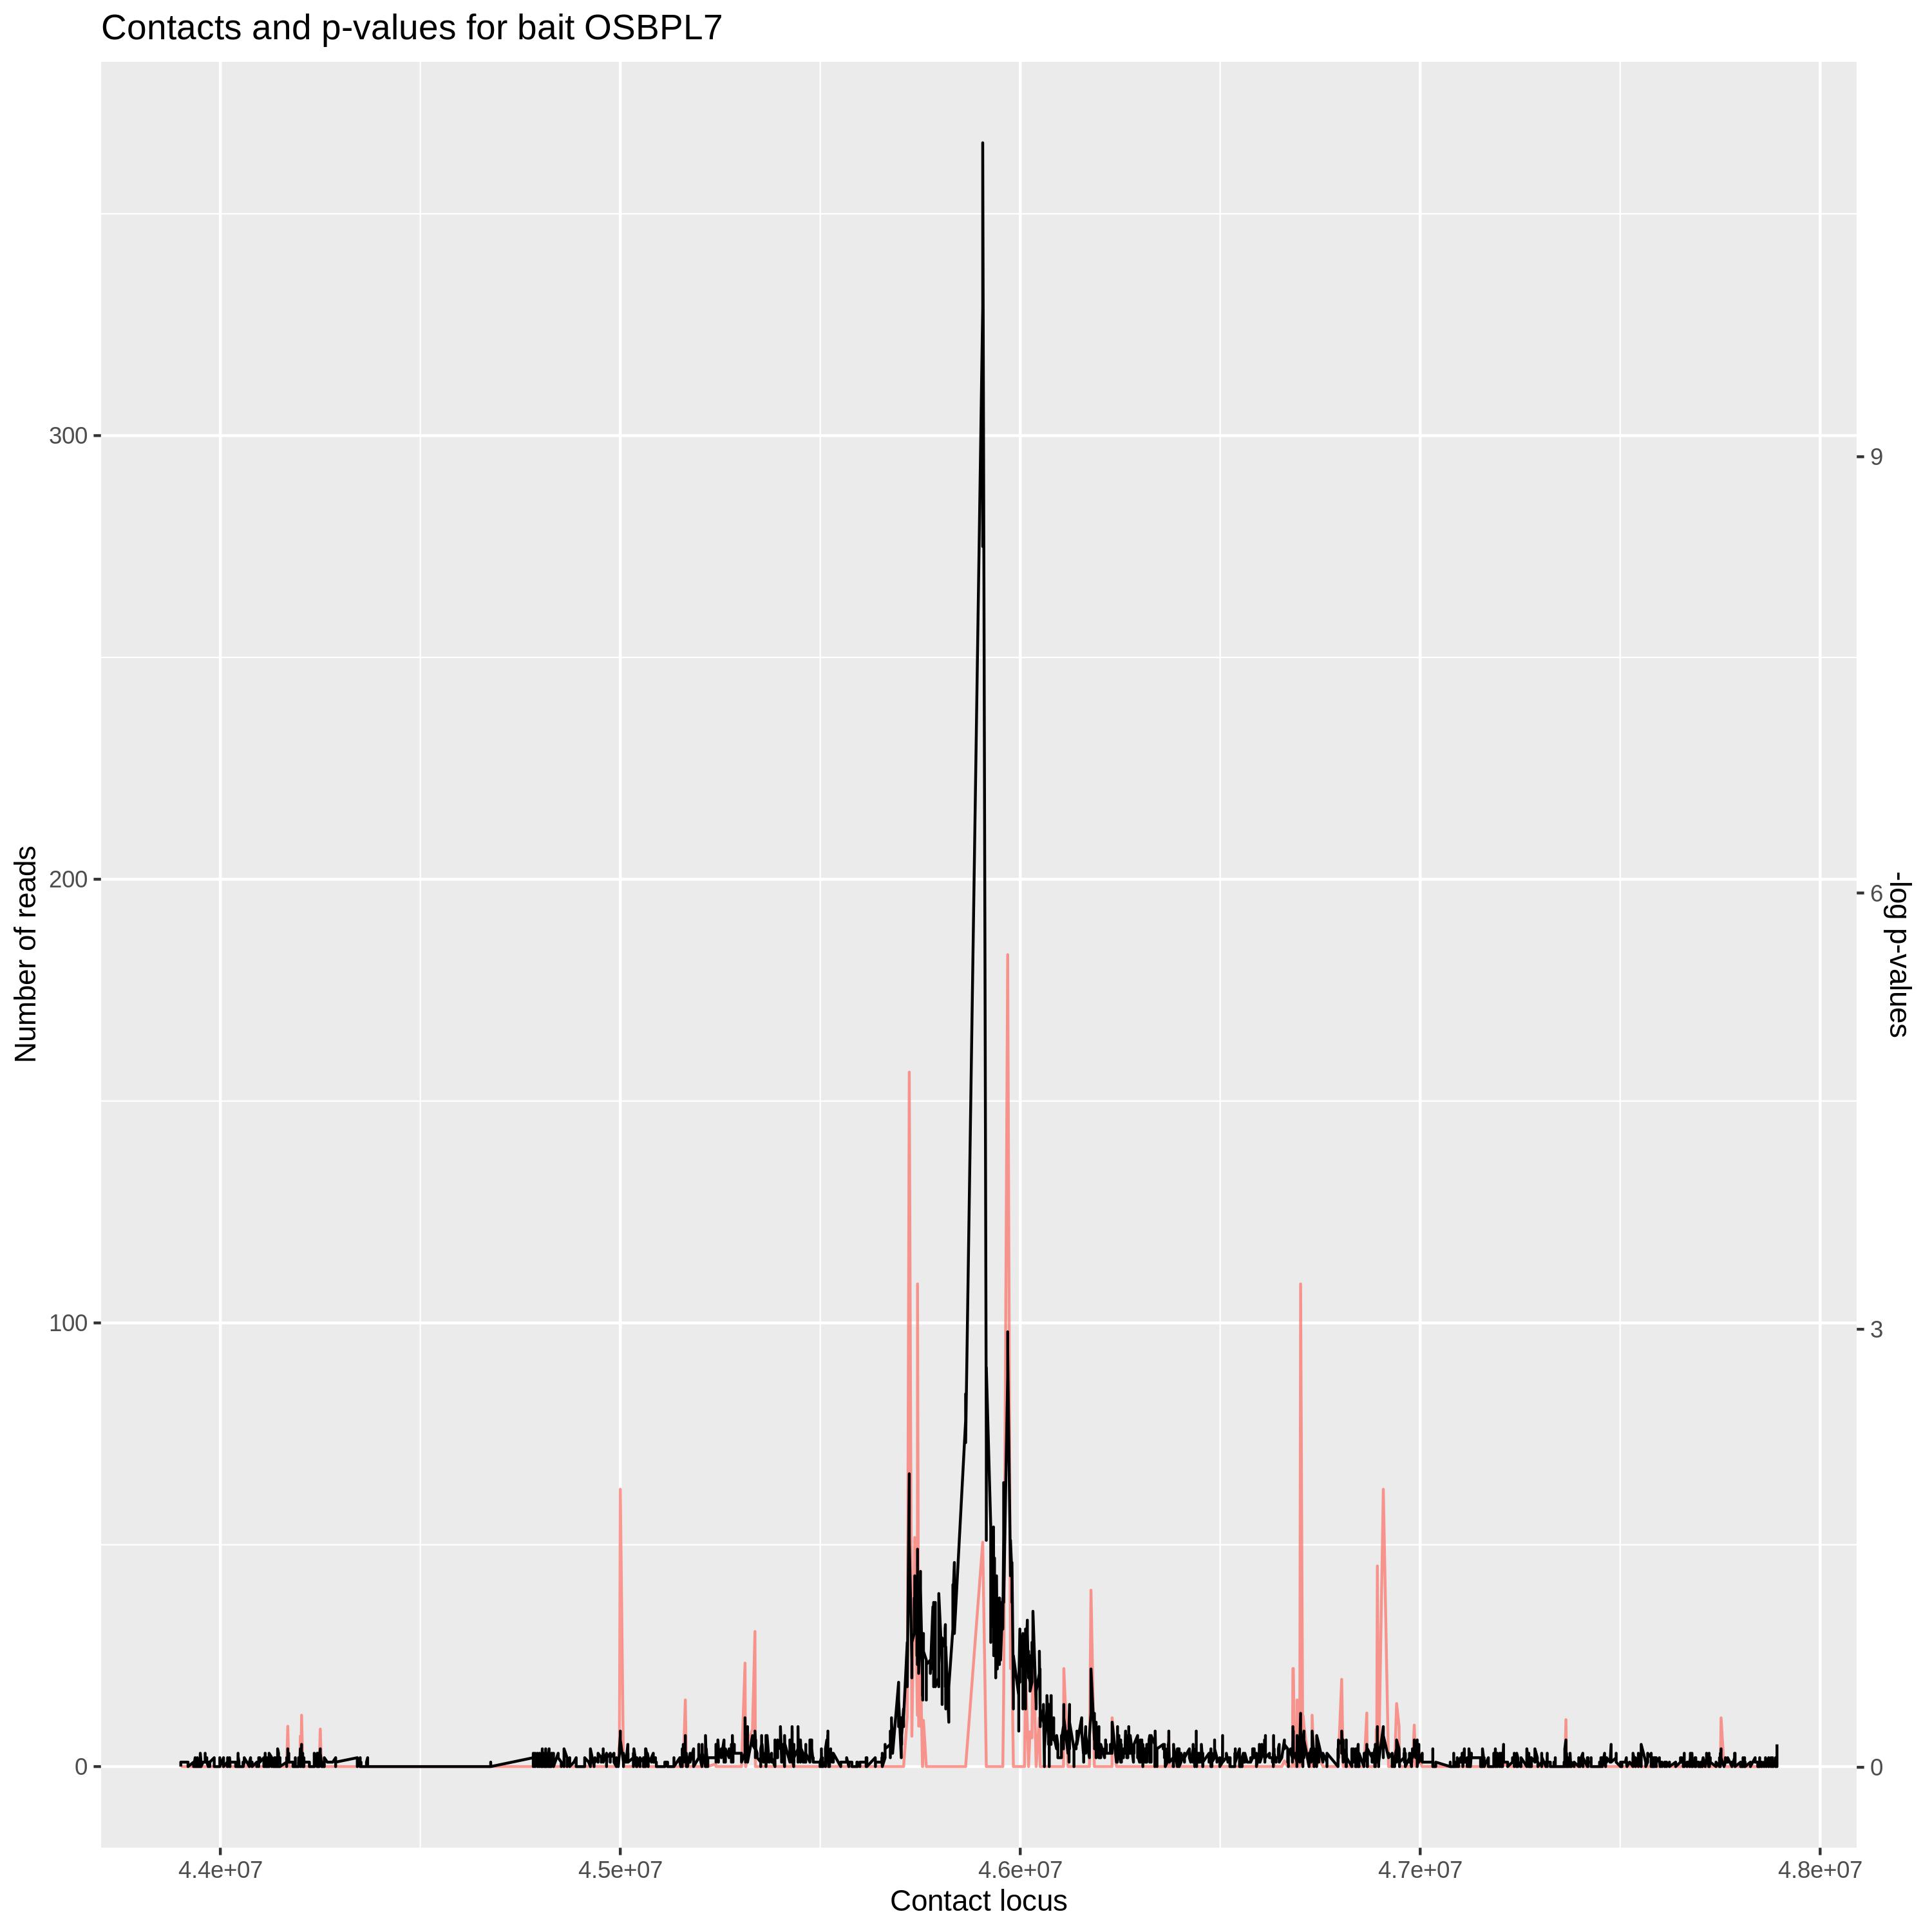 Contacts and p-values for bait OSBPL7
300
200
100
0
9
6
3
0
Number of reads
-log p-values
4.4e+07 4.5e+07 4.6e+07 4.7e+07 4.8e+07
Contact locus